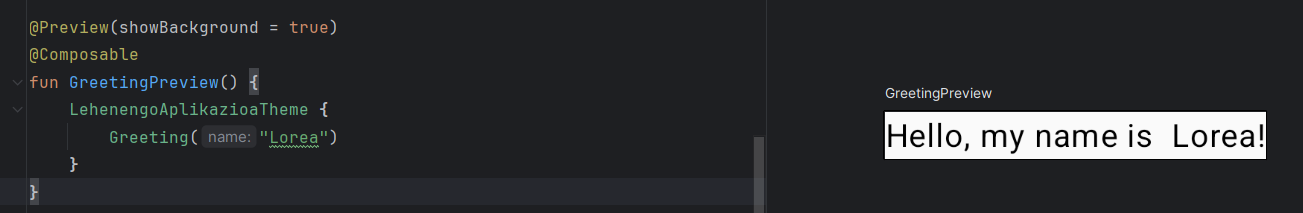 @Preview(showBackground = true)
@Composable
fun GreetingPreview() {
    LehenengoAplikazioaTheme {
        Greeting( name: "Lorea")
    }
}
GreetingPreview
Hello, my name is  Lorea!